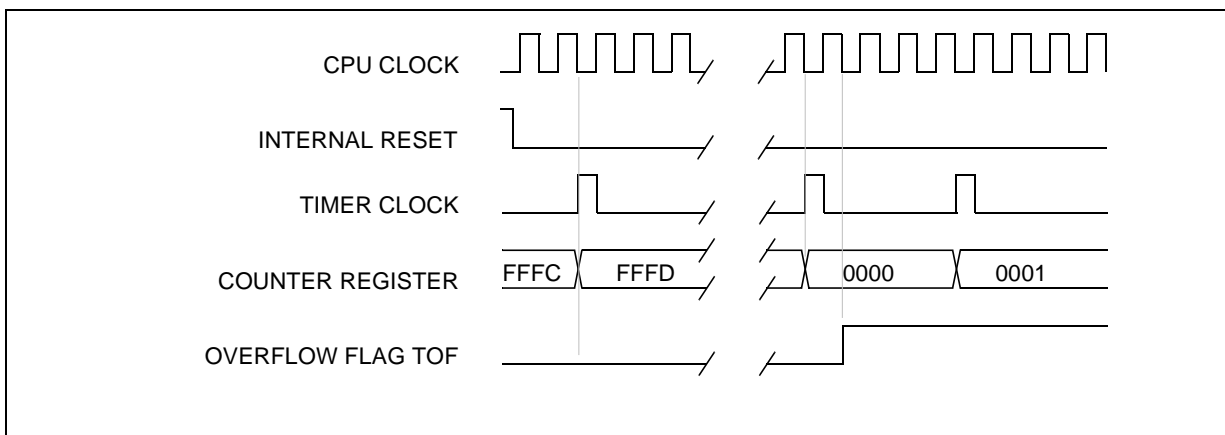 CPU CLOCK
INTERNAL RESET
TIMER CLOCK
COUNTER REGISTER
FFFC
FFFD
0000
0001
OVERFLOW FLAG TOF